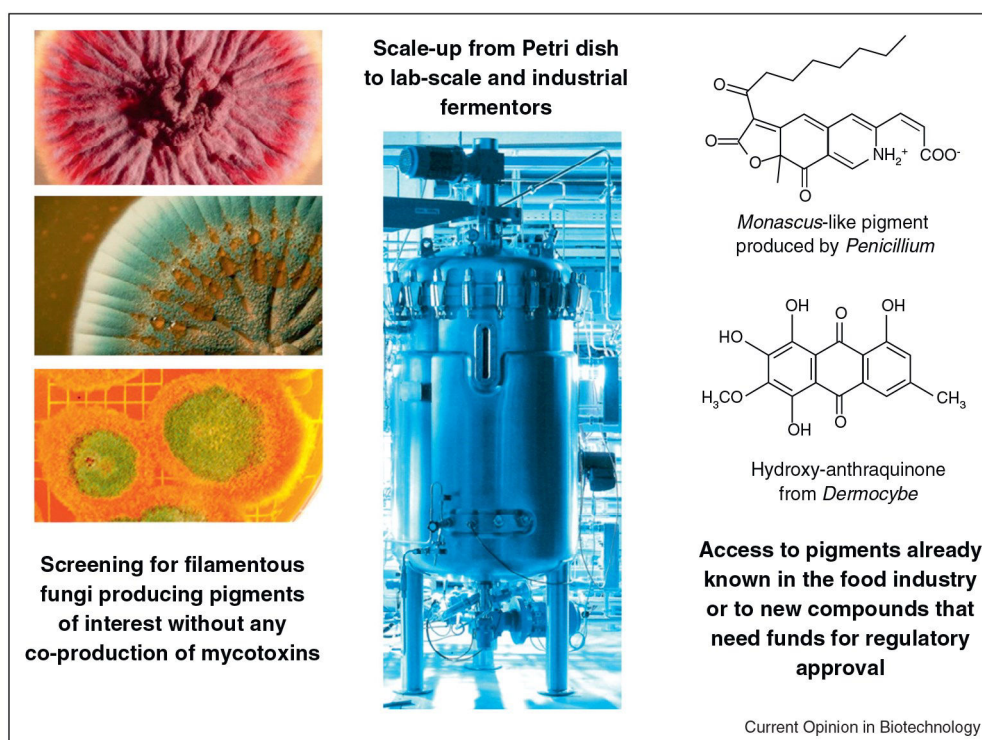 Scale-up from Petri dish
to lab-scale and industrial
fermentors
Screening for filamentous
fungi producing pigments
of interest without any
co-production of mycotoxins
O
O
O
O
NH₂⁺
COO⁻
Monascus-like pigment
produced by Penicillium
OH
O
OH
HO
H₃CO
OH
O
CH₃
Hydroxy-anthraquinone
from Dermocybe
Access to pigments already
known in the food industry
or to new compounds that
need funds for regulatory
approval
Current Opinion in Biotechnology